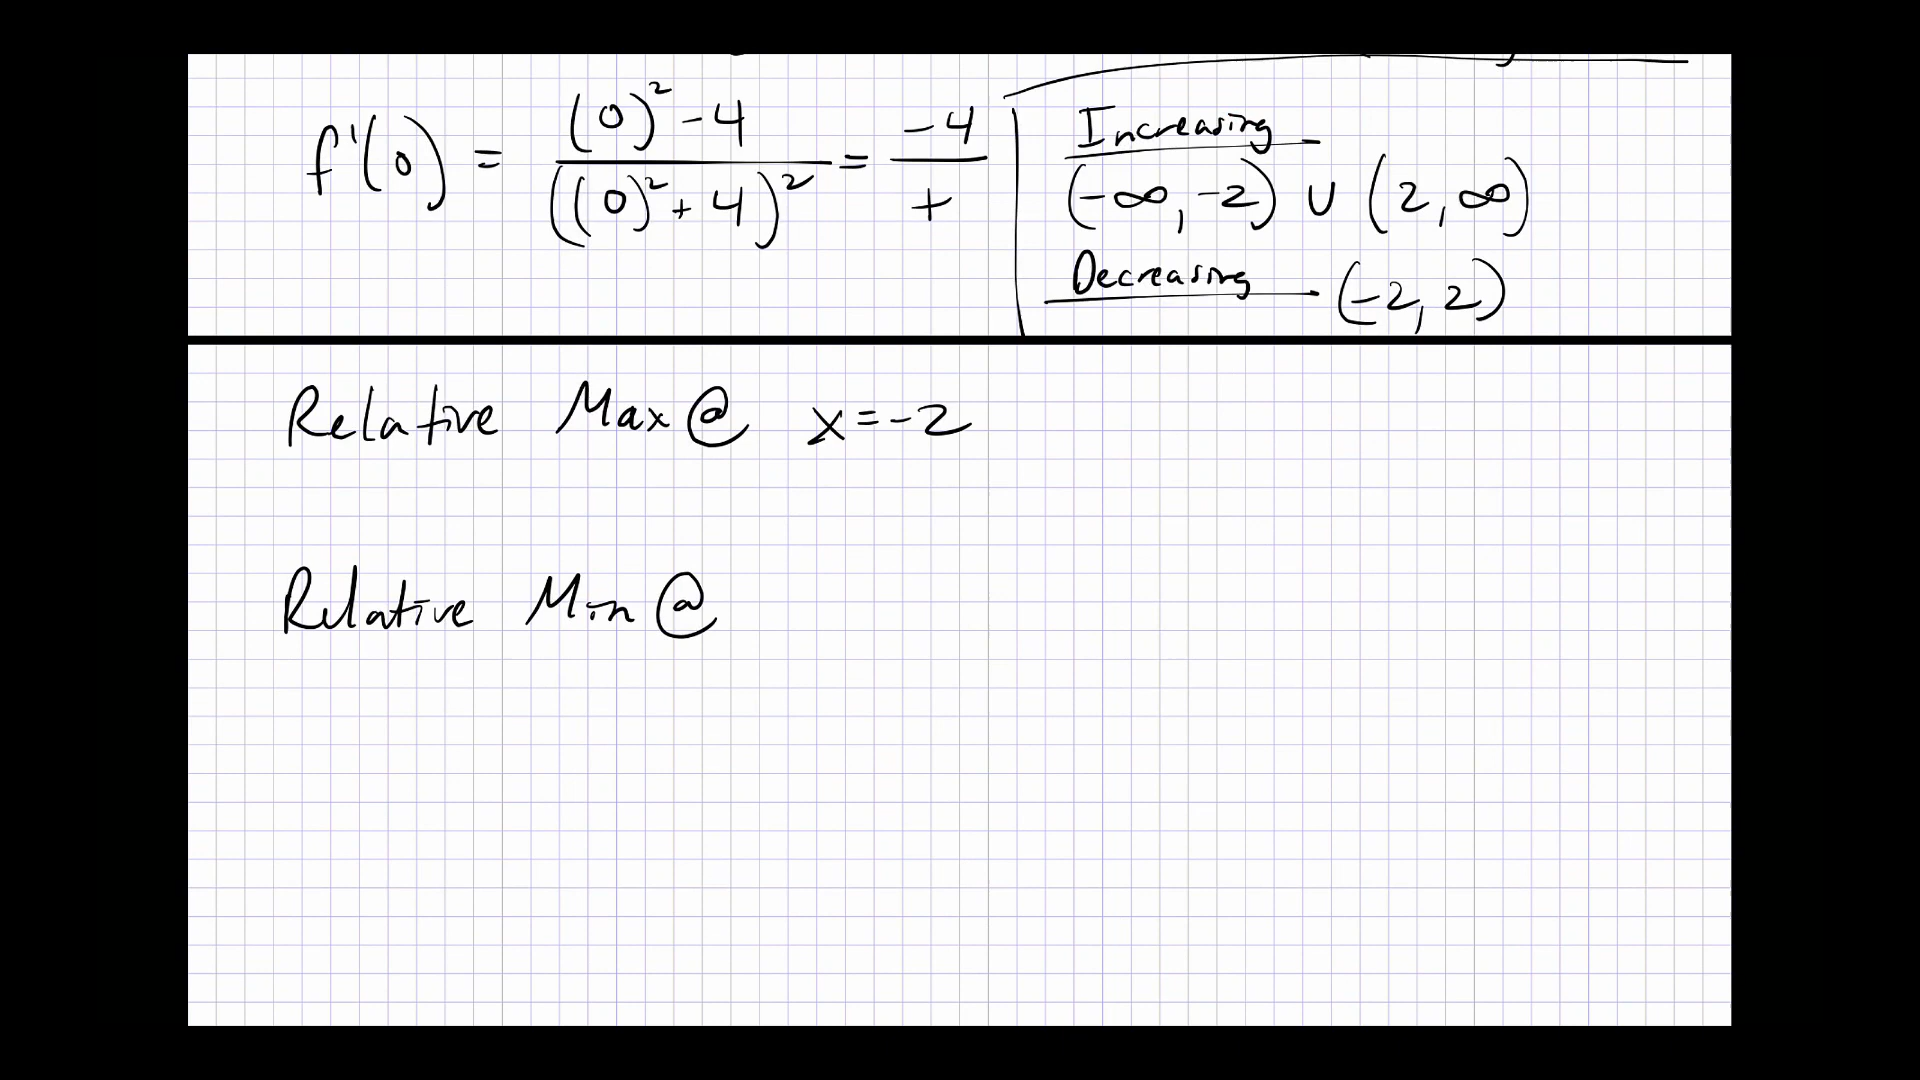 f'(0) = ((0)² - 4) / ((0)² + 4)² = -4 / +
Increasing
(-∞, -2) ∪ (2, ∞)
Decreasing (-2, 2)
Relative Max @ x = -2
Relative Min @